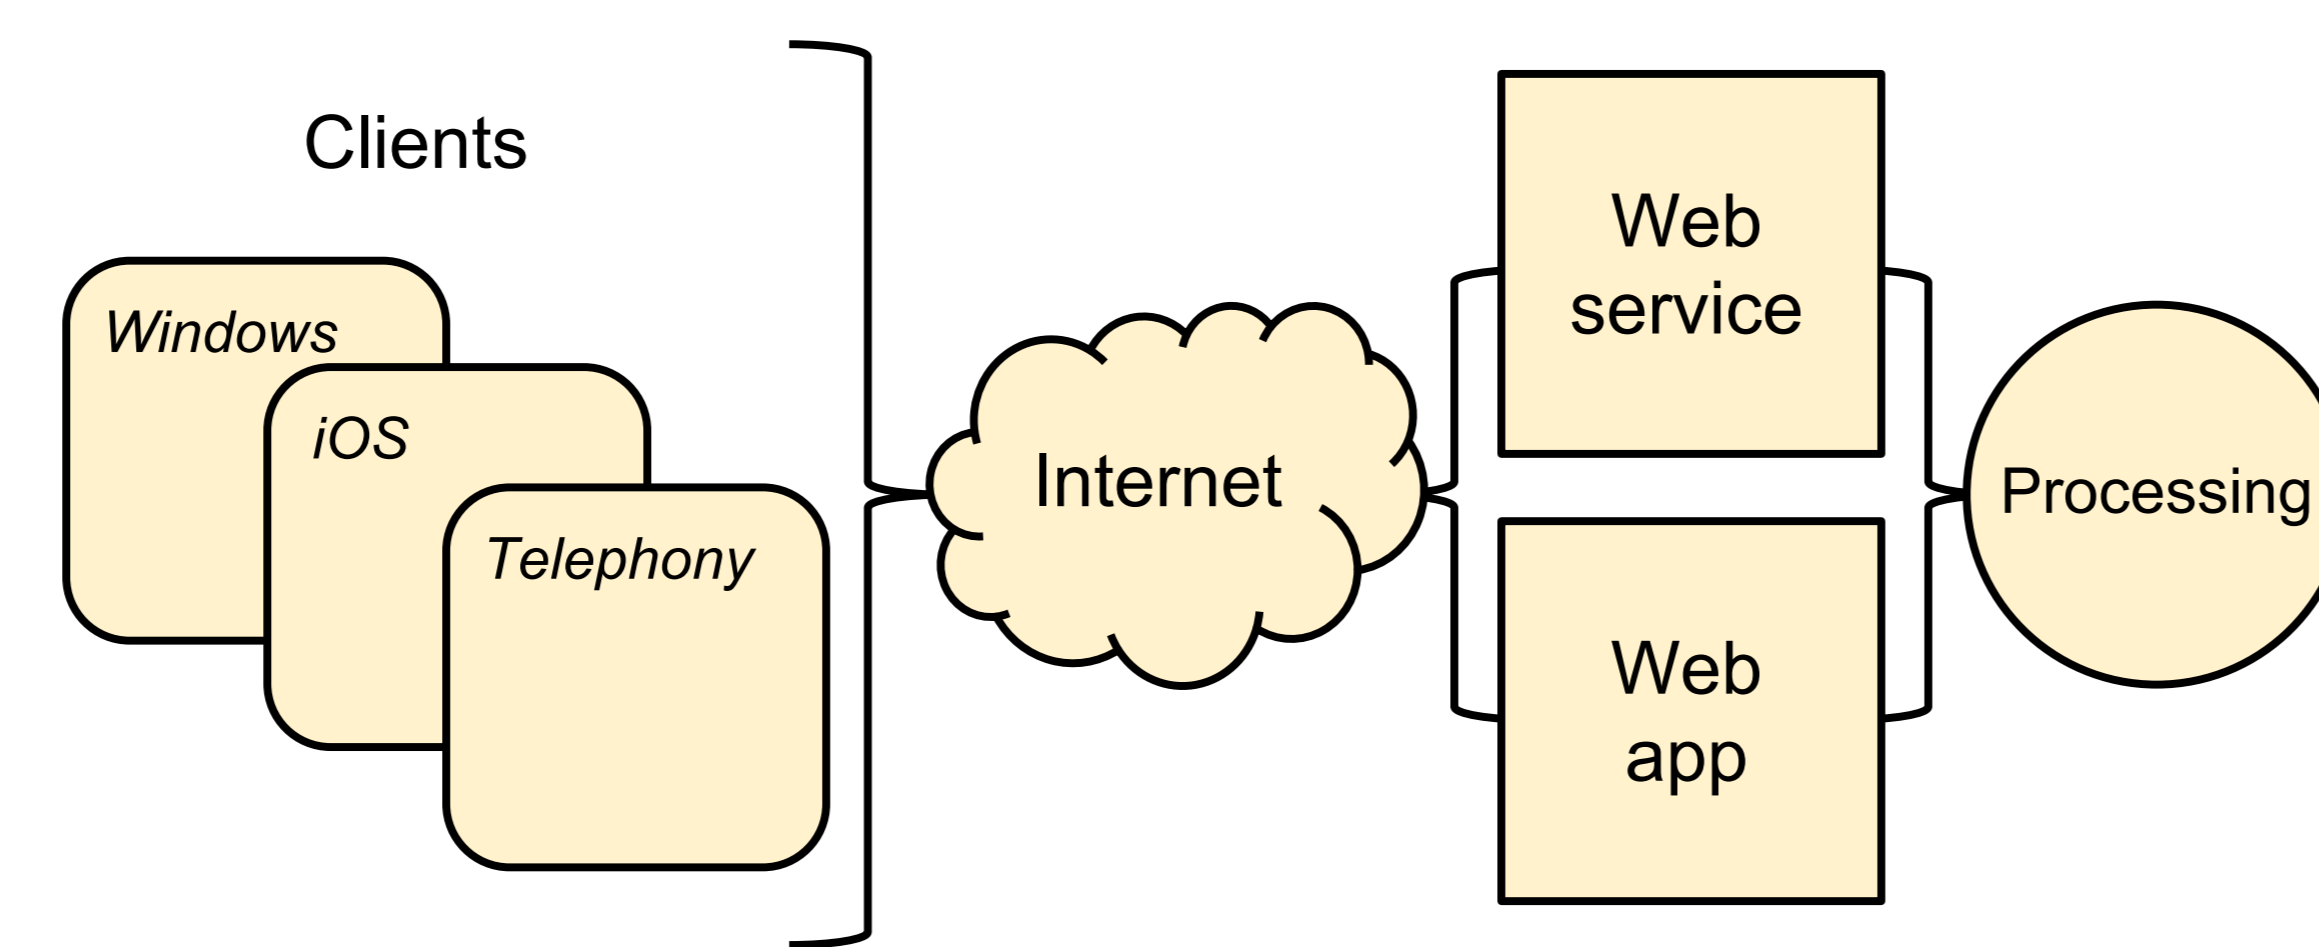 Clients
Windows
iOS
Telephony
Internet
Web
service
Web
app
Processing